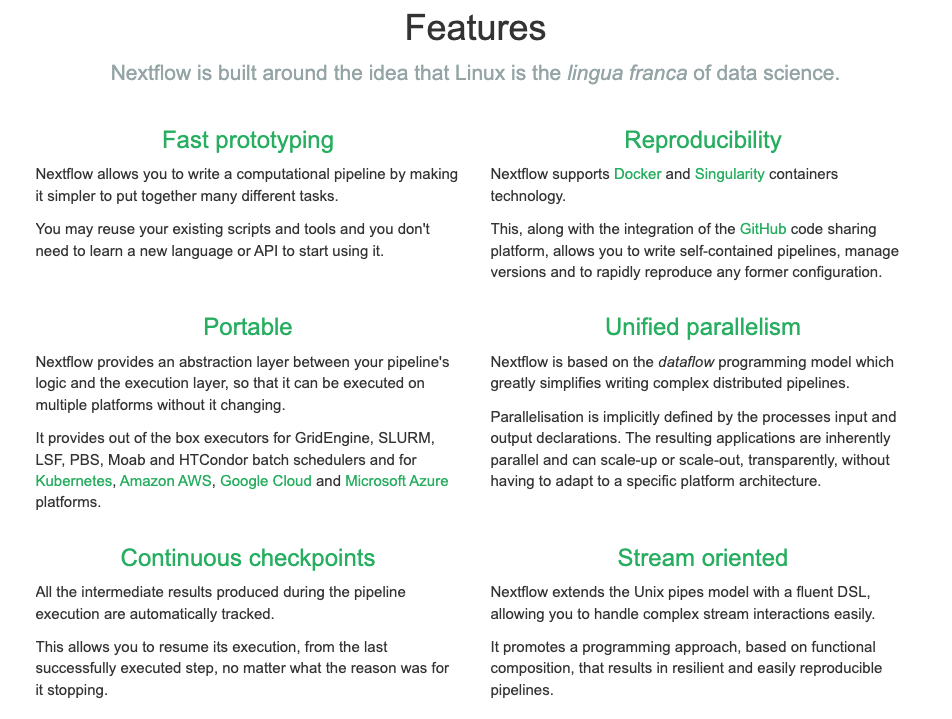 Features
Nextflow is built around the idea that Linux is the lingua franca of data science.
Fast prototyping
Nextflow allows you to write a computational pipeline by making
it simpler to put together many different tasks.
You may reuse your existing scripts and tools and you don't
need to learn a new language or API to start using it.
Reproducibility
Nextflow supports Docker and Singularity containers
technology.
This, along with the integration of the GitHub code sharing
platform, allows you to write self-contained pipelines, manage
versions and to rapidly reproduce any former configuration.
Portable
Nextflow provides an abstraction layer between your pipeline's
logic and the execution layer, so that it can be executed on
multiple platforms without it changing.
It provides out of the box executors for GridEngine, SLURM,
LSF, PBS, Moab and HTCondor batch schedulers and for
Kubernetes, Amazon AWS, Google Cloud and Microsoft Azure
platforms.
Unified parallelism
Nextflow is based on the dataflow programming model which
greatly simplifies writing complex distributed pipelines.
Parallelisation is implicitly defined by the processes input and
output declarations. The resulting applications are inherently
parallel and can scale-up or scale-out, transparently, without
having to adapt to a specific platform architecture.
Continuous checkpoints
All the intermediate results produced during the pipeline
execution are automatically tracked.
This allows you to resume its execution, from the last
successfully executed step, no matter what the reason was for
it stopping.
Stream oriented
Nextflow extends the Unix pipes model with a fluent DSL,
allowing you to handle complex stream interactions easily.
It promotes a programming approach, based on functional
composition, that results in resilient and easily reproducible
pipelines.